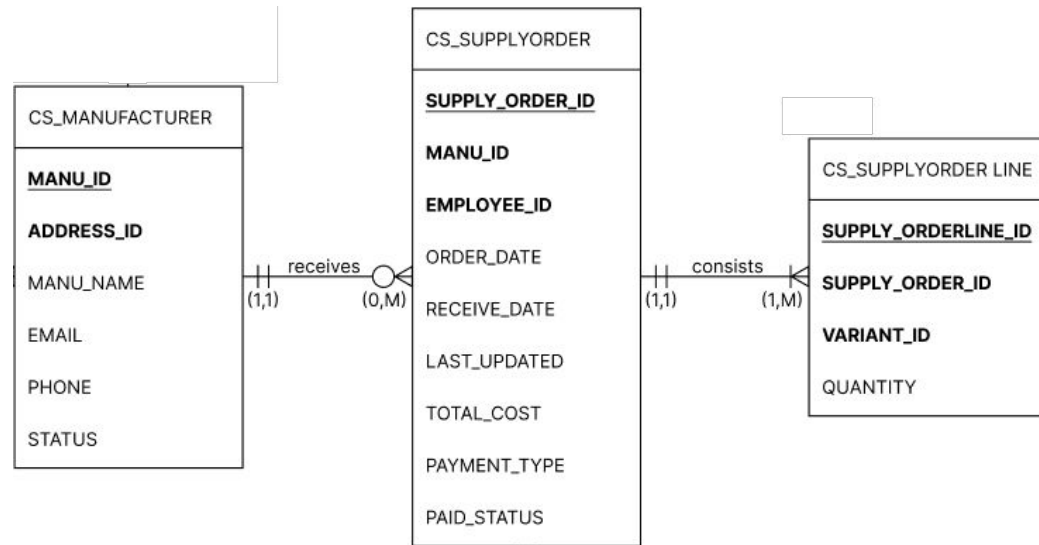 CS_MANUFACTURER
MANU_ID
ADDRESS_ID
MANU_NAME
EMAIL
PHONE
STATUS
receives
(1,1)
(0,M)
CS_SUPPLYORDER
SUPPLY_ORDER_ID
MANU_ID
EMPLOYEE_ID
ORDER_DATE
RECEIVE_DATE
LAST_UPDATED
TOTAL_COST
PAYMENT_TYPE
PAID_STATUS
consists
(1,1)
(1,M)
CS_SUPPLYORDER LINE
SUPPLY_ORDERLINE_ID
SUPPLY_ORDER_ID
VARIANT_ID
QUANTITY